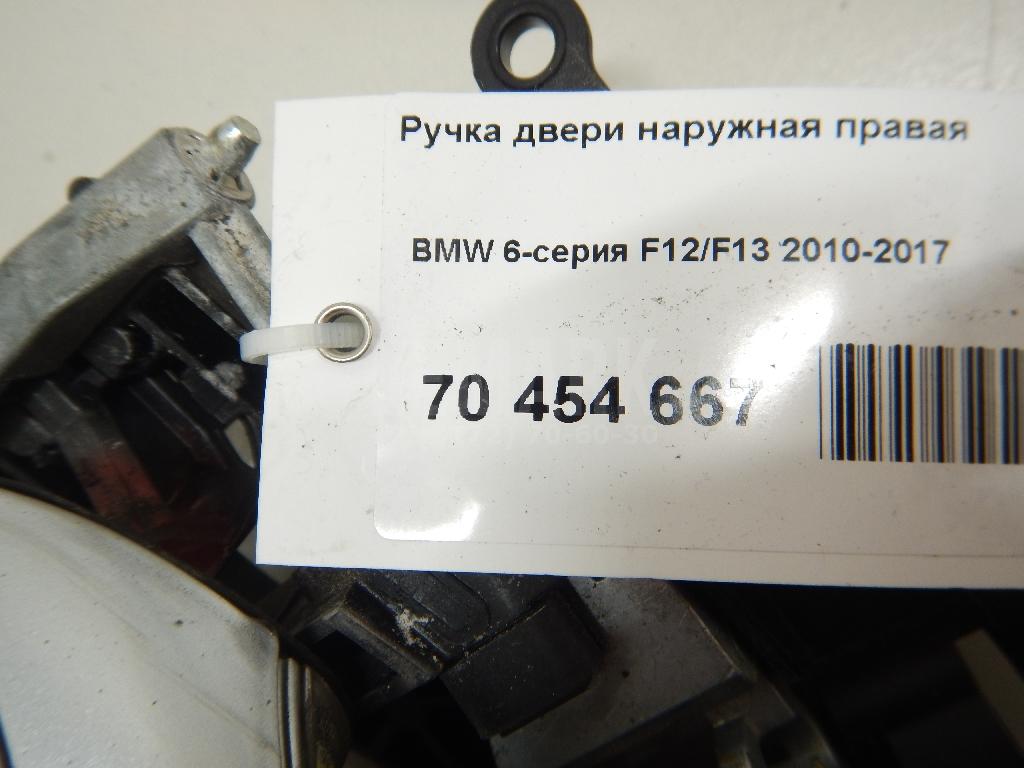 Ручка двери наружная правая
BMW 6-серия F12/F13 2010-2017
70 454 667